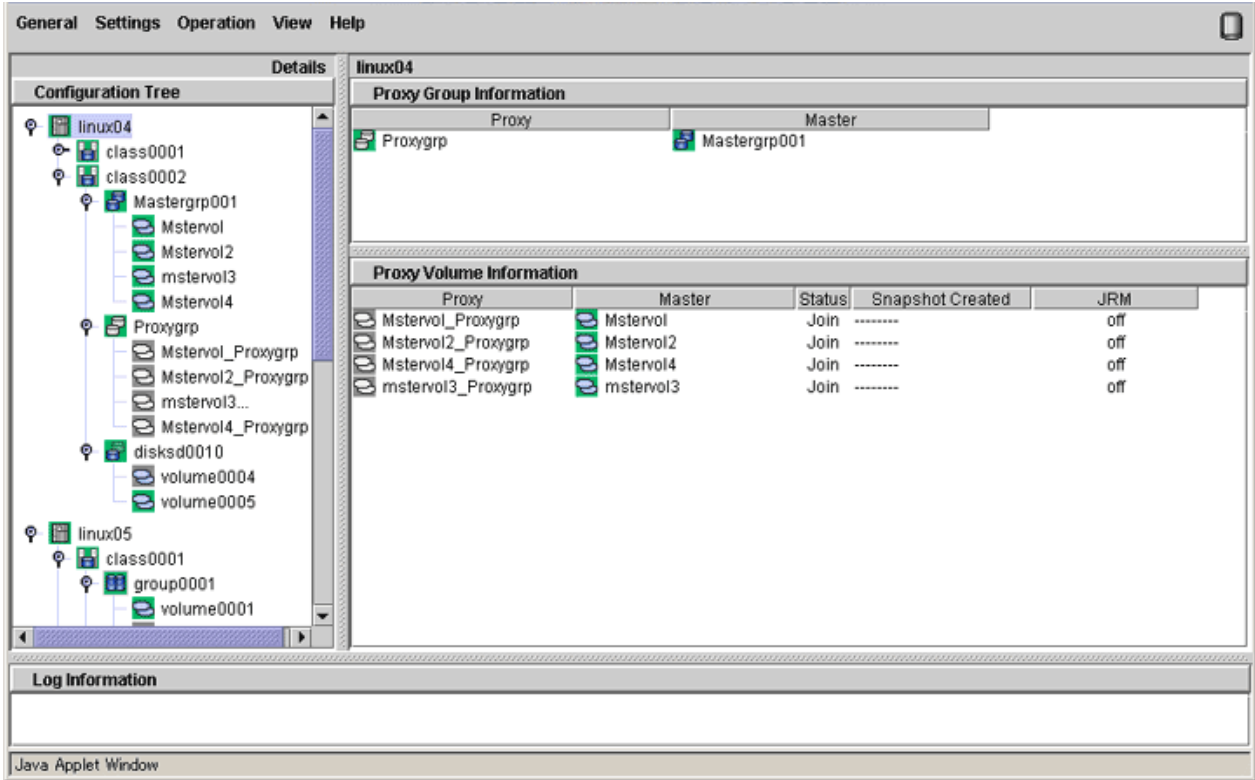 General Settings Operation View Help
Details
Configuration Tree
linux04
class0001
class0002
Mastergrp001
Mstervol
Mstervol2
mstervol3
Mstervol4
Proxygrp
Mstervol_Proxygrp
Mstervol2_Proxygrp
mstervol3...
Mstervol4_Proxygrp
disksd0010
volume0004
volume0005
linux05
class0001
group0001
volume0001
linux04
Proxy Group Information
Proxy Master
Proxygrp Mastergrp001
Proxy Volume Information
Proxy Master Status Snapshot Created JRM
Mstervol_Proxygrp Mstervol Join -------- off
Mstervol2_Proxygrp Mstervol2 Join -------- off
Mstervol4_Proxygrp Mstervol4 Join -------- off
mstervol3_Proxygrp mstervol3 Join -------- off
Log Information
Java Applet Window